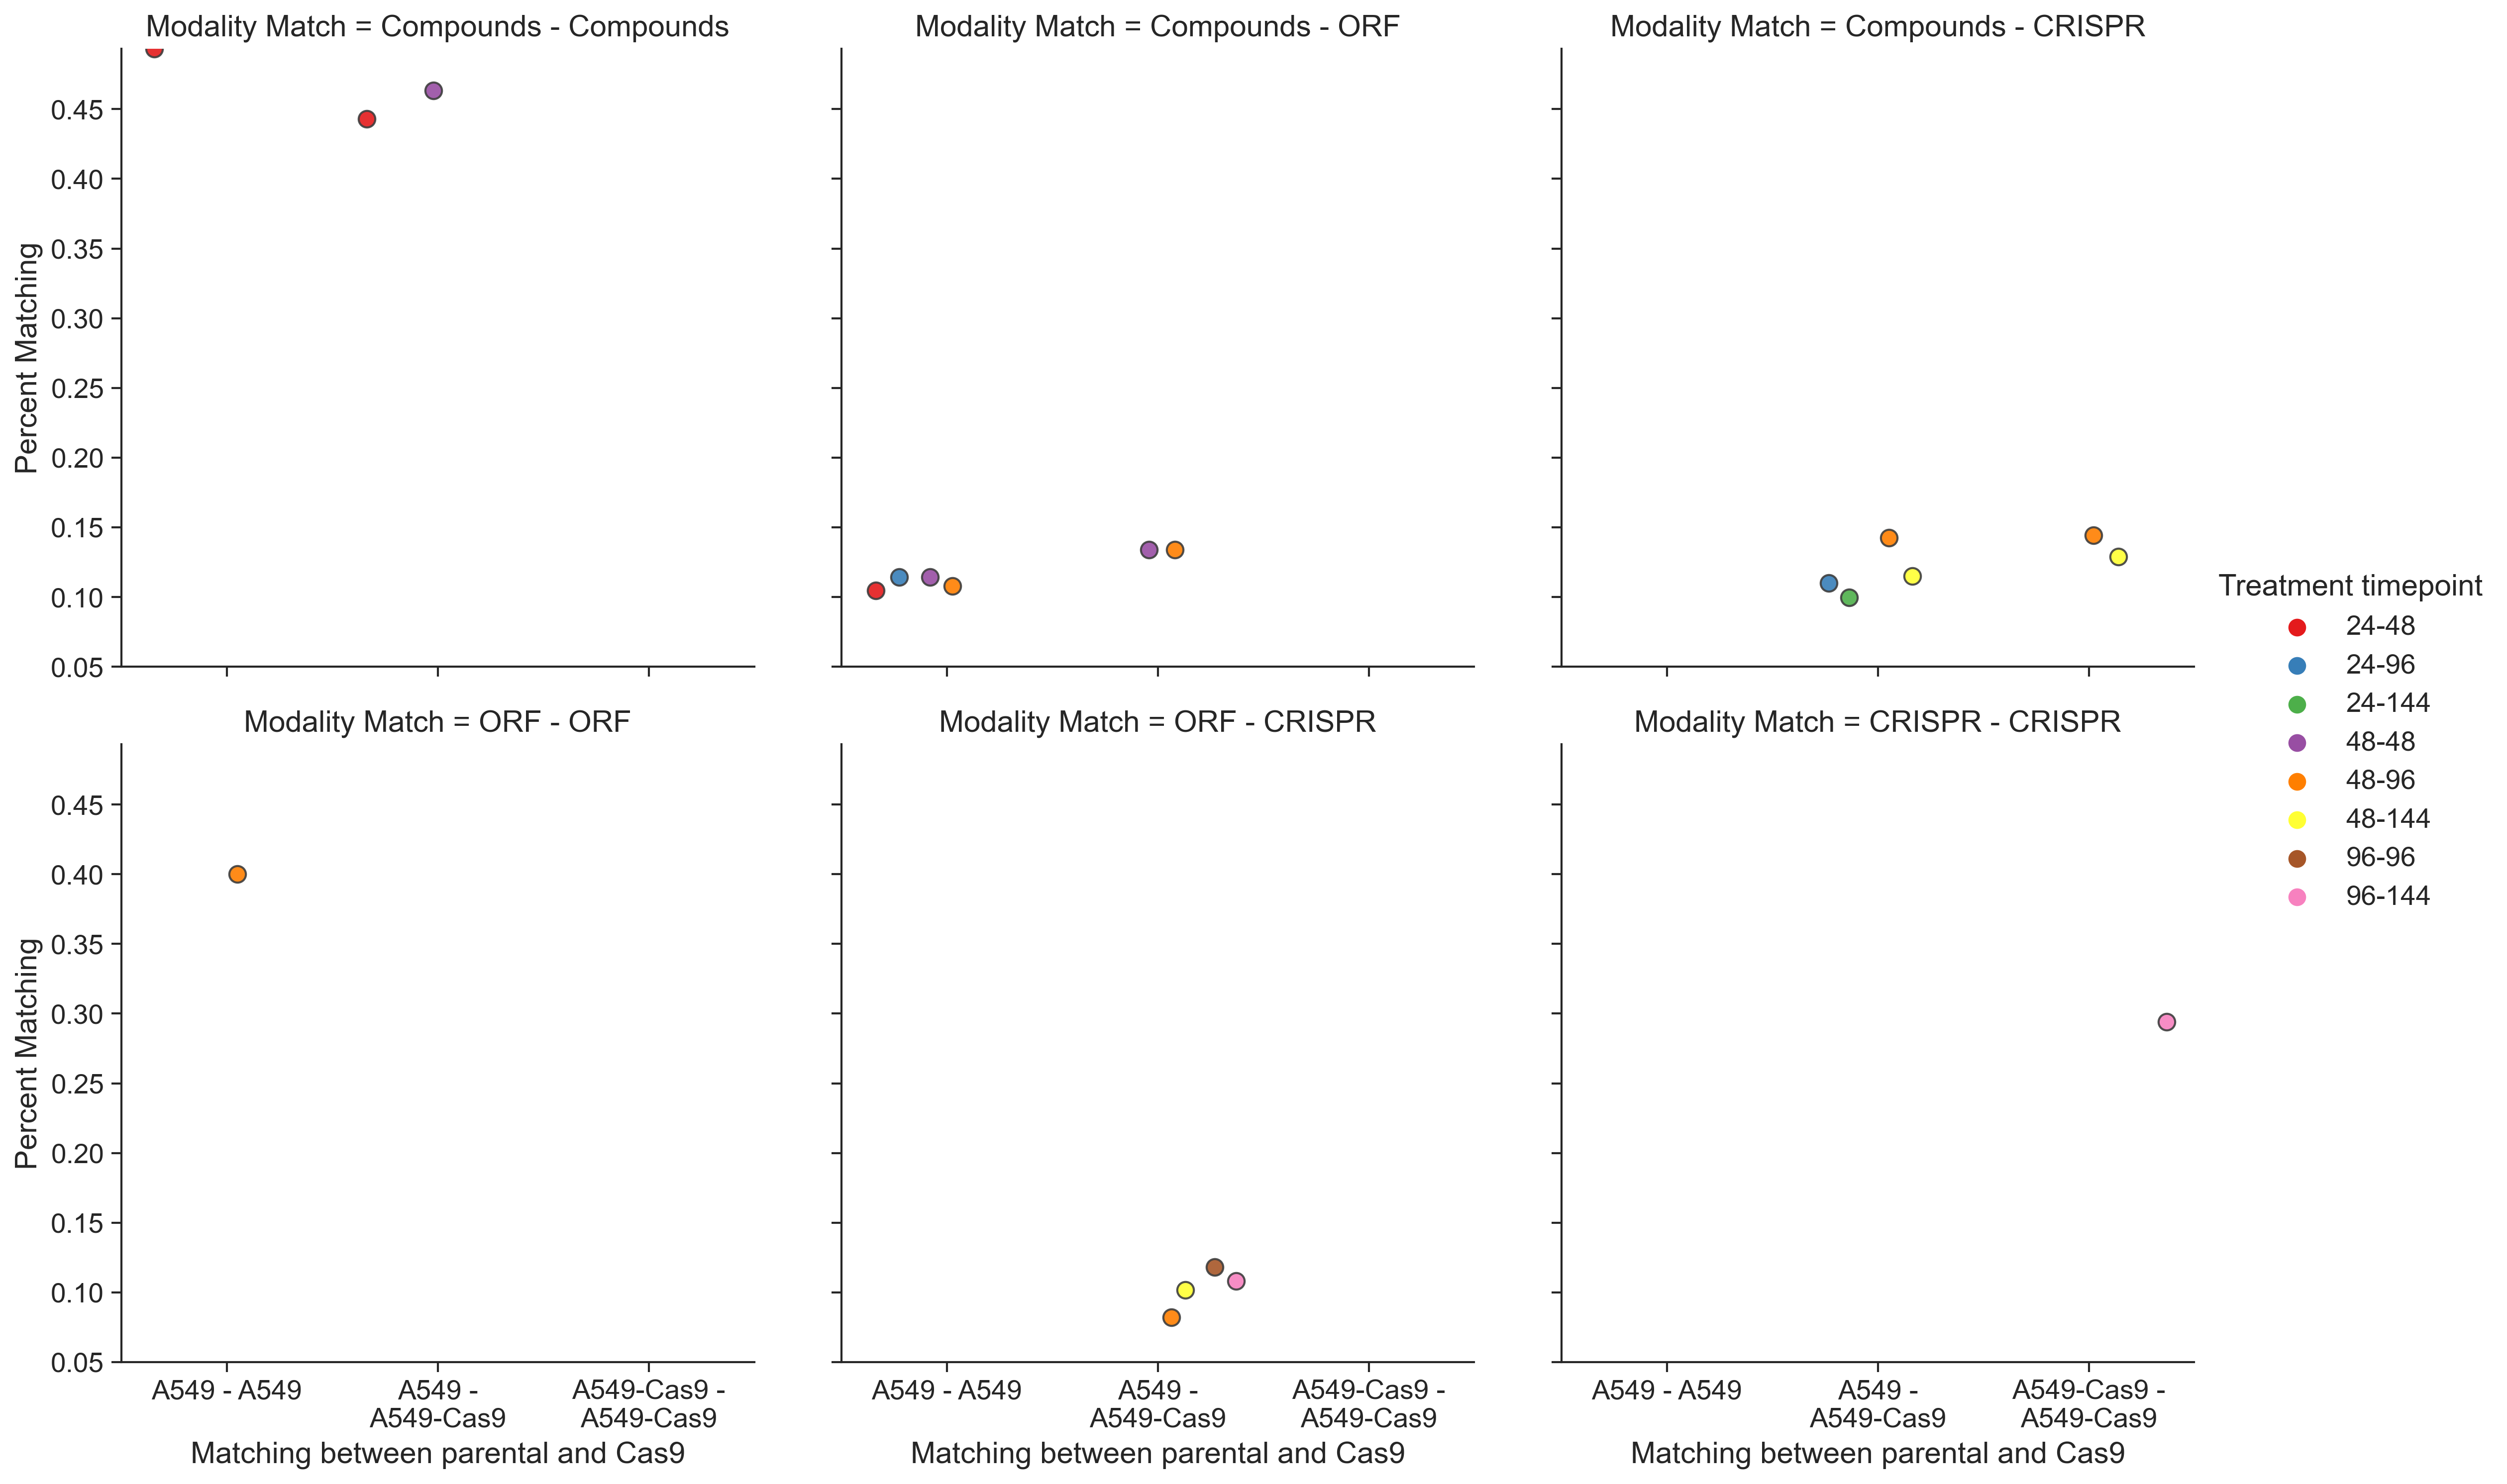 Modality Match = Compounds - Compounds
Modality Match = Compounds - ORF
Modality Match = Compounds - CRISPR
Percent Matching
0.45
0.40
0.35
0.30
0.25
0.20
0.15
0.10
0.05
Modality Match = ORF - ORF
Modality Match = ORF - CRISPR
Modality Match = CRISPR - CRISPR
Percent Matching
0.45
0.40
0.35
0.30
0.25
0.20
0.15
0.10
0.05
A549 - A549
A549 -
A549-Cas9
A549-Cas9 -
A549-Cas9
Matching between parental and Cas9
A549 - A549
A549 -
A549-Cas9
A549-Cas9 -
A549-Cas9
Matching between parental and Cas9
A549 - A549
A549 -
A549-Cas9
A549-Cas9 -
A549-Cas9
Matching between parental and Cas9
Treatment timepoint
24-48
24-96
24-144
48-48
48-96
48-144
96-96
96-144